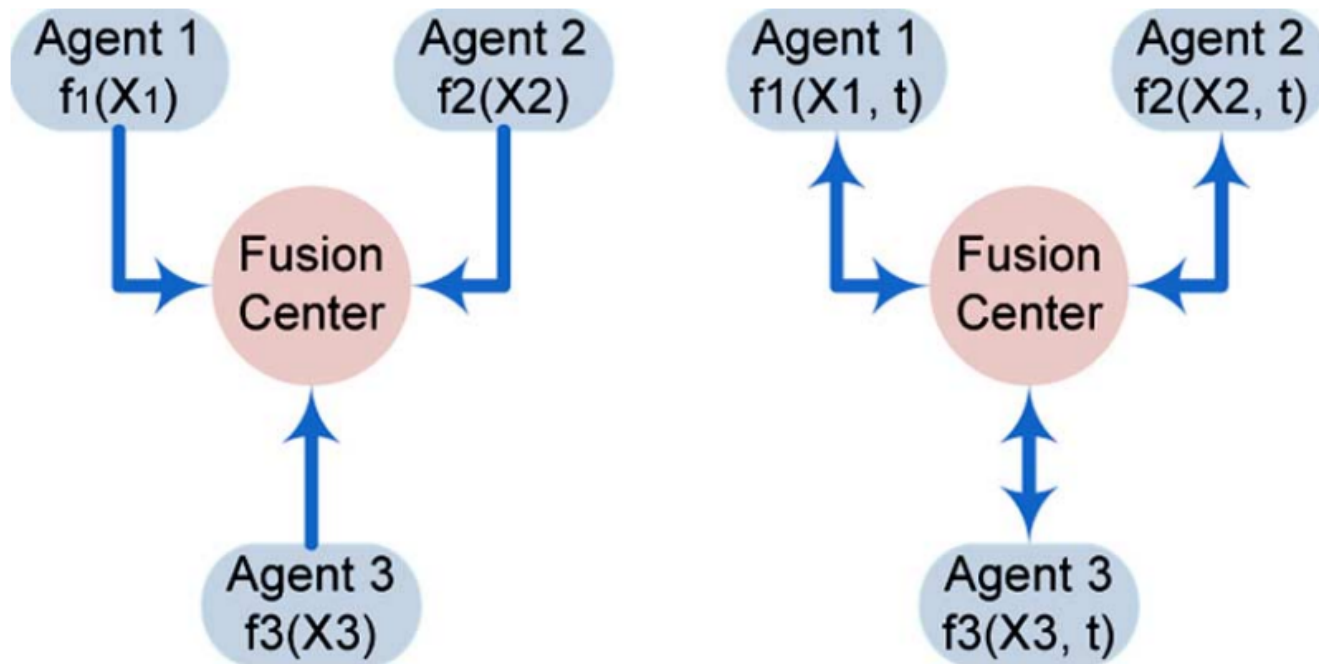 Agent 1
f1(X1)
Agent 2
f2(X2)
Fusion
Center
Agent 3
f3(X3)
Agent 1
f1(X1, t)
Agent 2
f2(X2, t)
Fusion
Center
Agent 3
f3(X3, t)